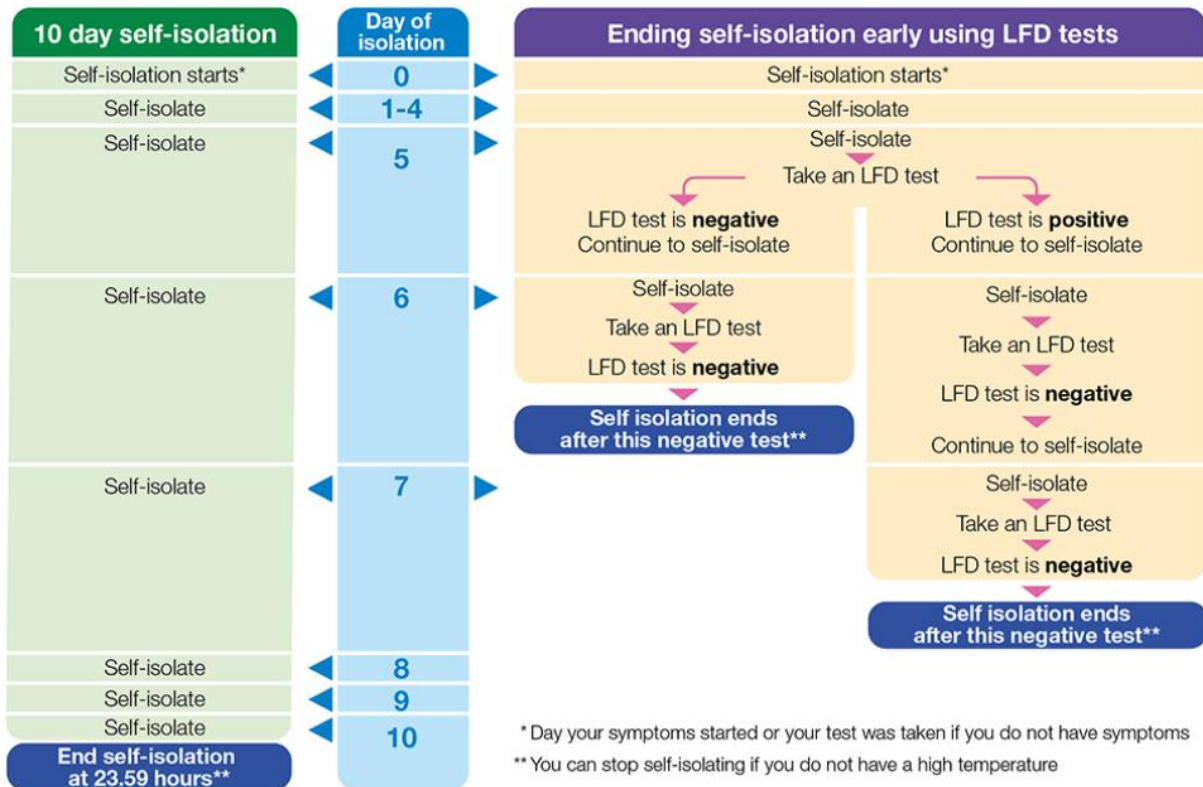 10 day self-isolation
Day of
isolation
Ending self-isolation early using LFD tests
Self-isolation starts*
0
Self-isolation starts*
Self-isolate
1-4
Self-isolate
Self-isolate
5
Self-isolate
Take an LFD test
LFD test is negative
Continue to self-isolate
LFD test is positive
Continue to self-isolate
Self-isolate
6
Self-isolate
Take an LFD test
LFD test is negative
Self isolation ends
after this negative test**
Self-isolate
Take an LFD test
LFD test is negative
Continue to self-isolate
Self-isolate
7
Self-isolate
Take an LFD test
LFD test is negative
Self isolation ends
after this negative test**
Self-isolate
8
Self-isolate
9
Self-isolate
10
End self-isolation
at 23.59 hours**
* Day your symptoms started or your test was taken if you do not have symptoms
** You can stop self-isolating if you do not have a high temperature